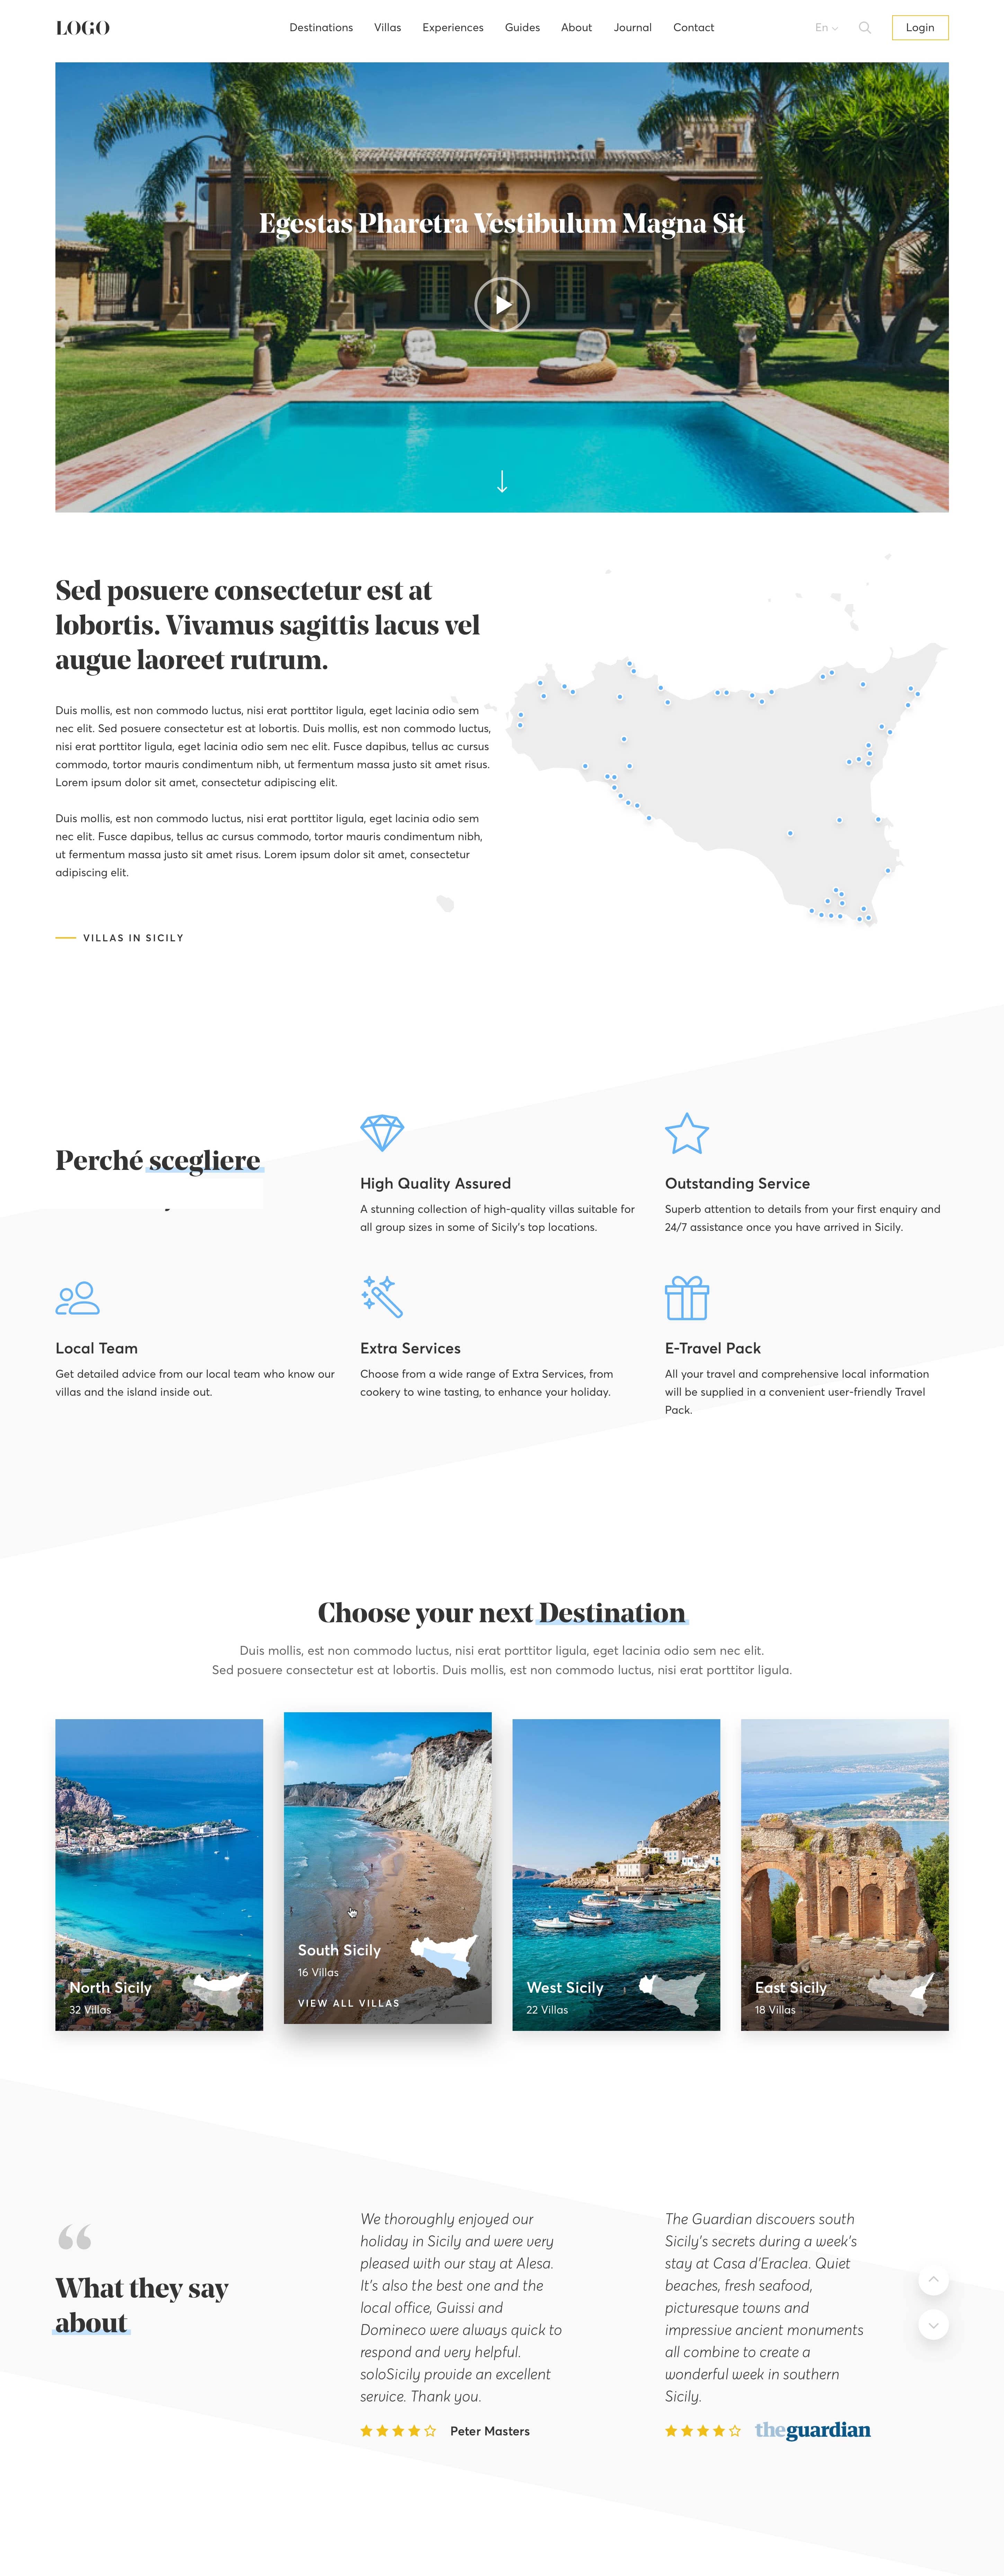 LOGO
Destinations
Villas
Experiences
Guides
About
Journal
Contact
En
Login
Egestas Pharetra Vestibulum Magna Sit
Sed posuere consectetur est at
lobortis. Vivamus sagittis lacus vel
augue laoreet rutrum.
Duis mollis, est non commodo luctus, nisi erat porttitor ligula, eget lacinia odio sem
nec elit. Sed posuere consectetur est at lobortis. Duis mollis, est non commodo luctus,
nisi erat porttitor ligula, eget lacinia odio sem nec elit. Fusce dapibus, tellus ac cursus
commodo, tortor mauris condimentum nibh, ut fermentum massa justo sit amet risus.
Lorem ipsum dolor sit amet, consectetur adipiscing elit.
Duis mollis, est non commodo luctus, nisi erat porttitor ligula, eget lacinia odio sem
nec elit. Fusce dapibus, tellus ac cursus commodo, tortor mauris condimentum nibh,
ut fermentum massa justo sit amet risus. Lorem ipsum dolor sit amet, consectetur
adipiscing elit.
VILLAS IN SICILY
Perché scegliere
High Quality Assured
A stunning collection of high-quality villas suitable for
all group sizes in some of Sicily's top locations.
Outstanding Service
Superb attention to details from your first enquiry and
24/7 assistance once you have arrived in Sicily.
Local Team
Get detailed advice from our local team who know our
villas and the island inside out.
Extra Services
Choose from a wide range of Extra Services, from
cookery to wine tasting, to enhance your holiday.
E-Travel Pack
All your travel and comprehensive local information
will be supplied in a convenient user-friendly Travel
Pack.
Choose your next Destination
Duis mollis, est non commodo luctus, nisi erat porttitor ligula, eget lacinia odio sem nec elit.
Sed posuere consectetur est at lobortis. Duis mollis, est non commodo luctus, nisi erat porttitor ligula.
North Sicily
32 Villas
South Sicily
16 Villas
VIEW ALL VILLAS
West Sicily
22 Villas
East Sicily
18 Villas
“
What they say
about
We thoroughly enjoyed our
holiday in Sicily and were very
pleased with our stay at Alesa.
It's also the best one and the
local office, Guissi and
Domineco were always quick to
respond and very helpful.
soloSicily provide an excellent
service. Thank you.
Peter Masters
The Guardian discovers south
Sicily's secrets during a week's
stay at Casa d'Eraclea. Quiet
beaches, fresh seafood,
picturesque towns and
impressive ancient monuments
all combine to create a
wonderful week in southern
Sicily.
theguardian